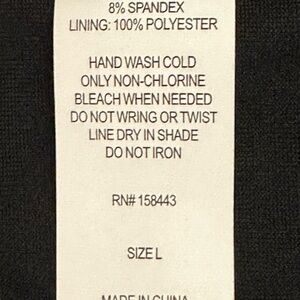 8% SPANDEX
LINING: 100% POLYESTER
HAND WASH COLD
ONLY NON-CHLORINE
BLEACH WHEN NEEDED
DO NOT WRING OR TWIST
LINE DRY IN SHADE
DO NOT IRON
RN# 158443
SIZE L
MADE IN CHINA